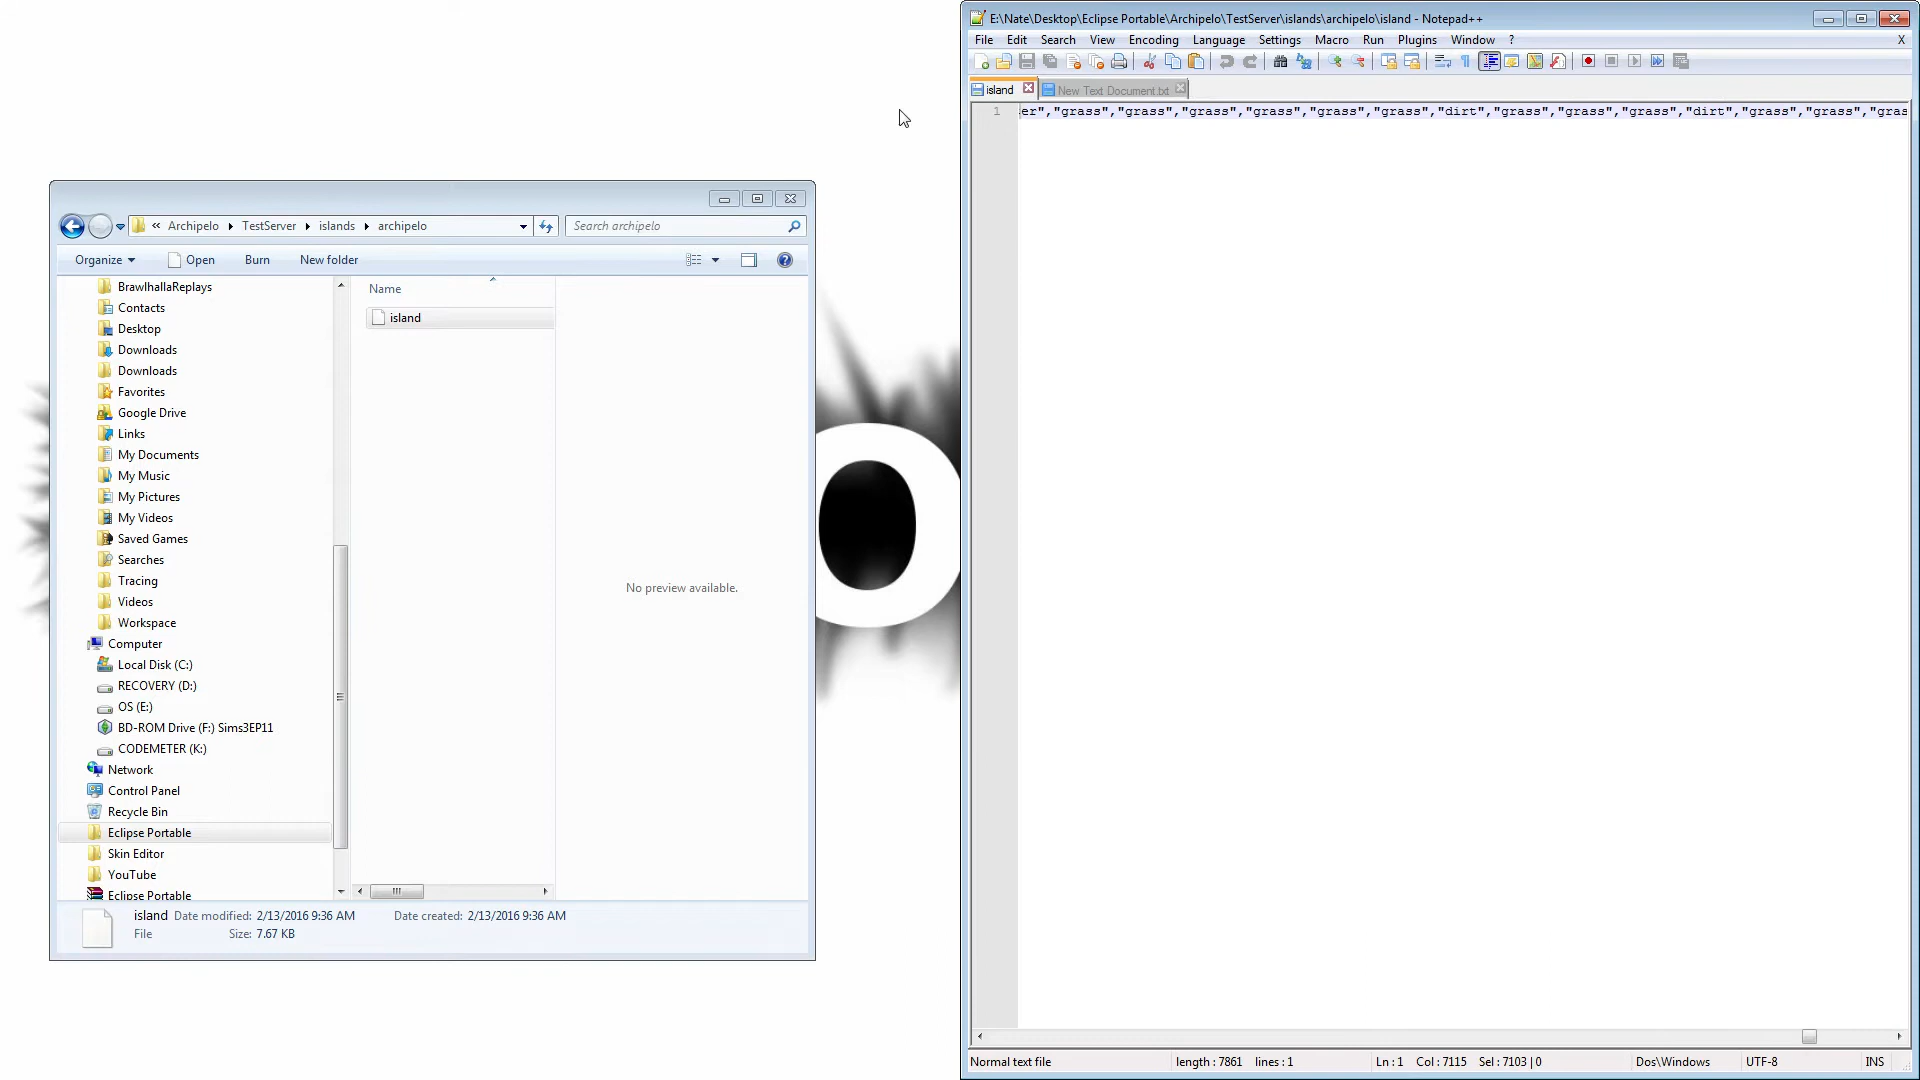 E:\Nate\Desktop\Eclipse Portable\Archipelo\TestServer\islands\archipelo\island - Notepad++
File Edit Search View Encoding Language Settings Macro Run Plugins Window ? X
island New Text Document.txt
1 er","grass","grass","grass","grass","grass","grass","dirt","grass","grass","grass","dirt","grass","grass","gras
Normal text file length : 7861 lines : 1 Ln : 1 Col : 7115 Sel : 7103 | 0 Dos\Windows UTF-8 INS
« Archipelo TestServer islands archipelo Search archipelo
Organize Open Burn New folder
BrawlhallaReplays
Contacts
Desktop
Downloads
Downloads
Favorites
Google Drive
Links
My Documents
My Music
My Pictures
My Videos
Saved Games
Searches
Tracing
Videos
Workspace
Computer
Local Disk (C:)
RECOVERY (D:)
OS (E:)
BD-ROM Drive (F:) Sims3EP11
CODEMETER (K:)
Network
Control Panel
Recycle Bin
Eclipse Portable
Skin Editor
YouTube
Eclipse Portable
Name
island
No preview available.
island Date modified: 2/13/2016 9:36 AM Date created: 2/13/2016 9:36 AM
File Size: 7.67 KB
O